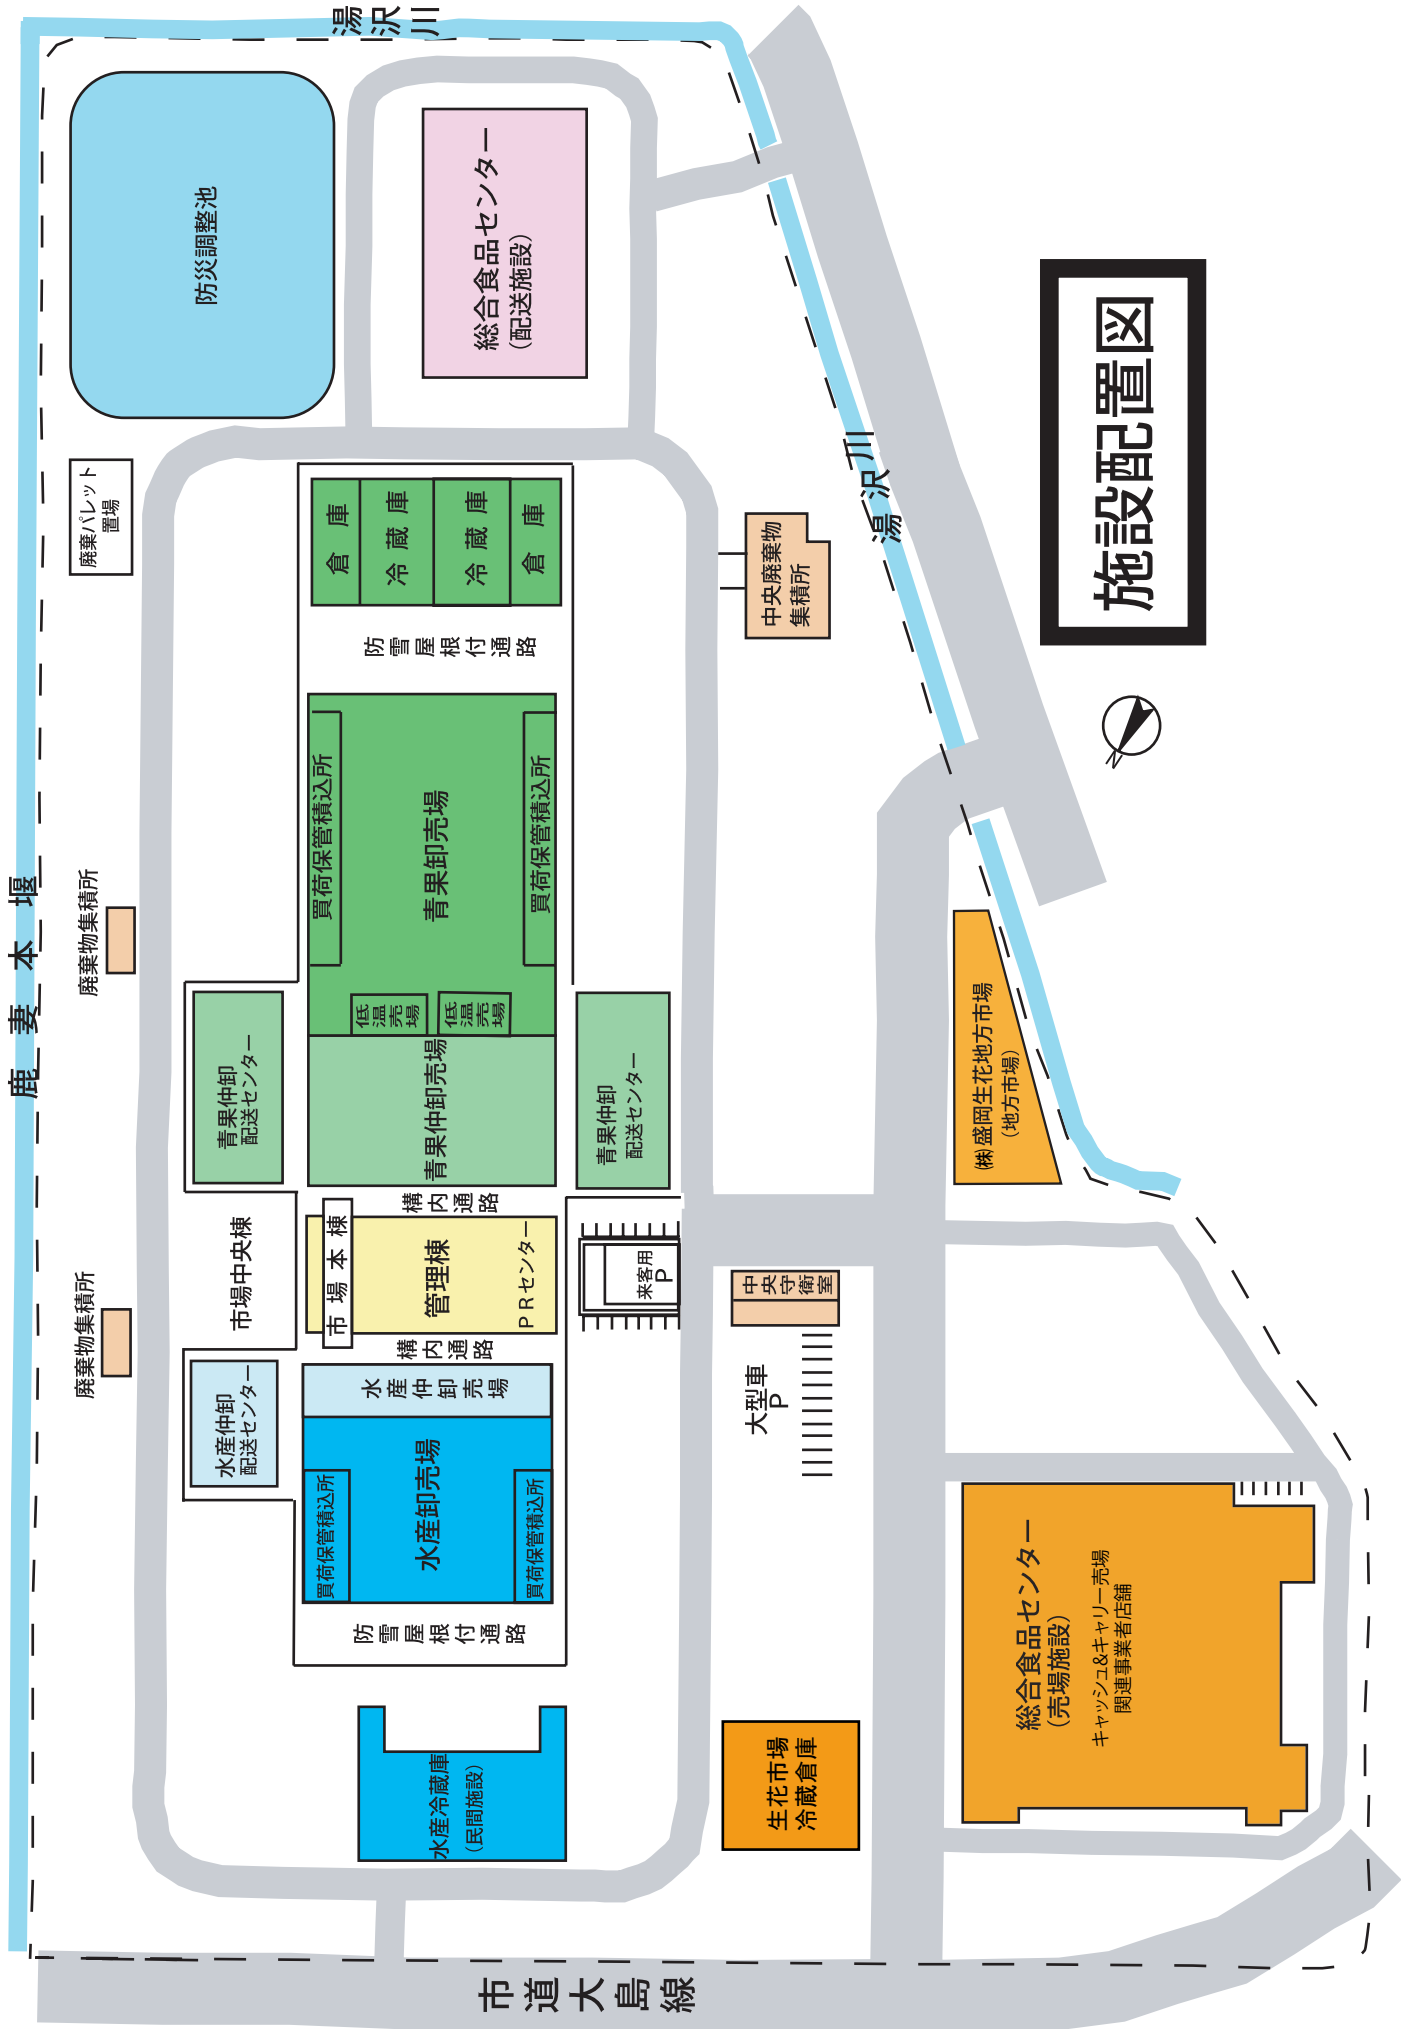 施設配置図
N
湯沢川
鹿妻本堰
湯沢川
市道大島線
防災調整池
総合食品センター
(配送施設)
廃棄パレット
置場
倉庫
冷蔵庫
冷蔵庫
倉庫
防雪屋根付通路
中央廃棄物
集積所
買荷保管積込所
青果卸売場
買荷保管積込所
廃棄物集積所
低温売場
低温売場
青果仲卸
配送センター
青果仲卸売場
青果仲卸
配送センター
㈱盛岡生花地方市場
(地方市場)
構内通路
市場中央棟
市場本棟
管理棟
PRセンター
来客用
P
中央守衛室
廃棄物集積所
構内通路
水産仲卸
配送センター
水産仲卸売場
大型車
P
買荷保管積込所
水産卸売場
買荷保管積込所
防雪屋根付通路
総合食品センター
(売場施設)
キャッシュ&キャリー売場
関連事業者店舗
水産冷蔵庫
(民間施設)
生花市場
冷蔵倉庫